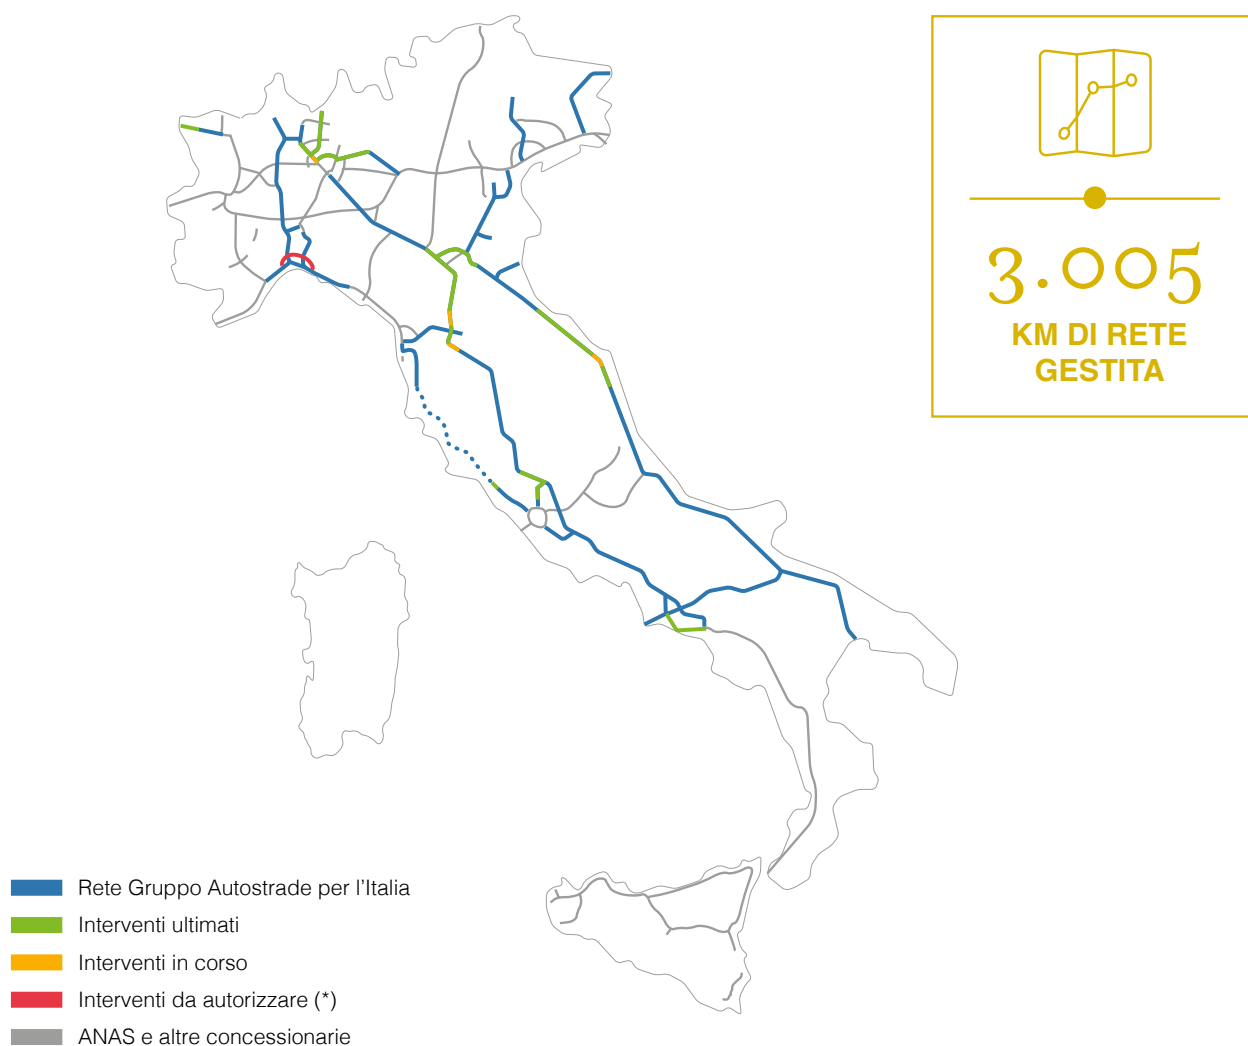 3.005
KM DI RETE
GESTITA
Rete Gruppo Autostrade per l'Italia
Interventi ultimati
Interventi in corso
Interventi da autorizzare (*)
ANAS e altre concessionarie